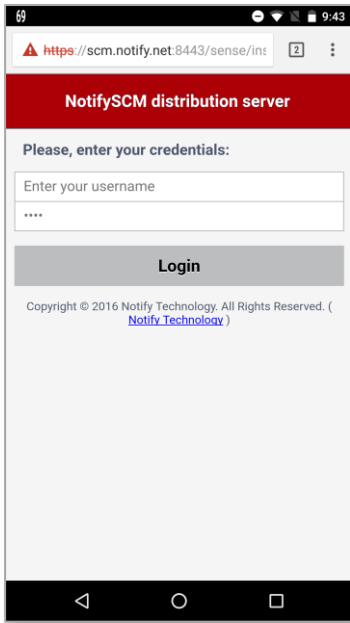 69
9:43
https://scm.notify.net:8443/sense/ins
2
NotifySCM distribution server
Please, enter your credentials:
Enter your username
••••
Login
Copyright © 2016 Notify Technology. All Rights Reserved. (
Notify Technology )